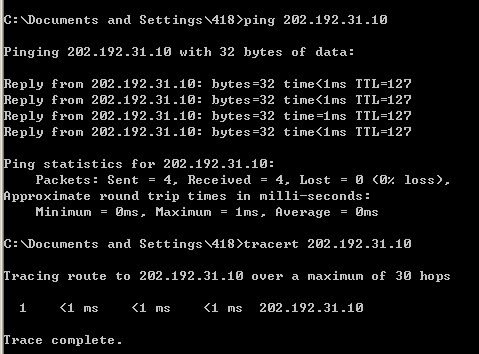 C:\Documents and Settings\418>ping 202.192.31.10
Pinging 202.192.31.10 with 32 bytes of data:
Reply from 202.192.31.10: bytes=32 time<1ms TTL=127
Reply from 202.192.31.10: bytes=32 time<1ms TTL=127
Reply from 202.192.31.10: bytes=32 time=1ms TTL=127
Reply from 202.192.31.10: bytes=32 time<1ms TTL=127
Ping statistics for 202.192.31.10:
    Packets: Sent = 4, Received = 4, Lost = 0 (0% loss),
Approximate round trip times in milli-seconds:
    Minimum = 0ms, Maximum = 1ms, Average = 0ms
C:\Documents and Settings\418>tracert 202.192.31.10
Tracing route to 202.192.31.10 over a maximum of 30 hops
  1    <1 ms    <1 ms    <1 ms  202.192.31.10
Trace complete.